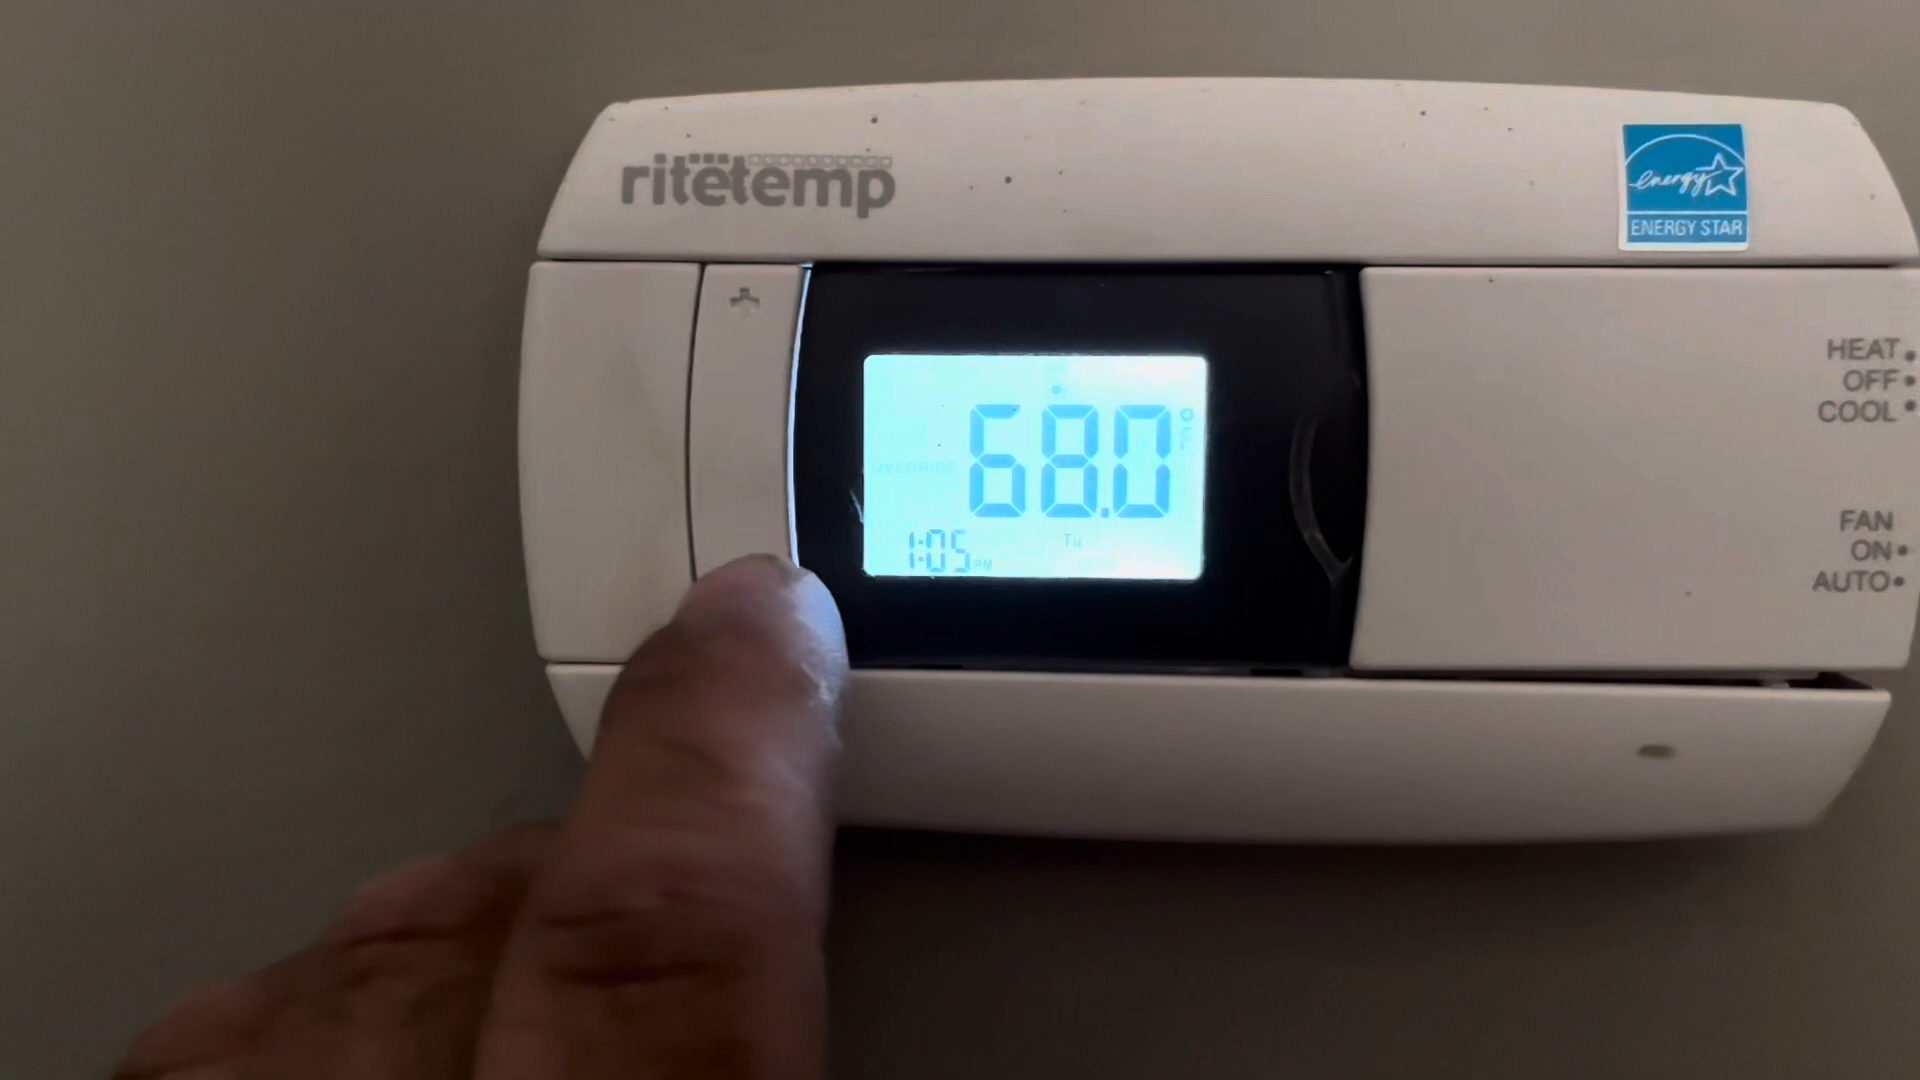 ritetemp
energy
ENERGY STAR
+
HEAT
OFF
COOL
68.0°F
OVERRIDE
1:05 PM
Tu
FAN
ON
AUTO